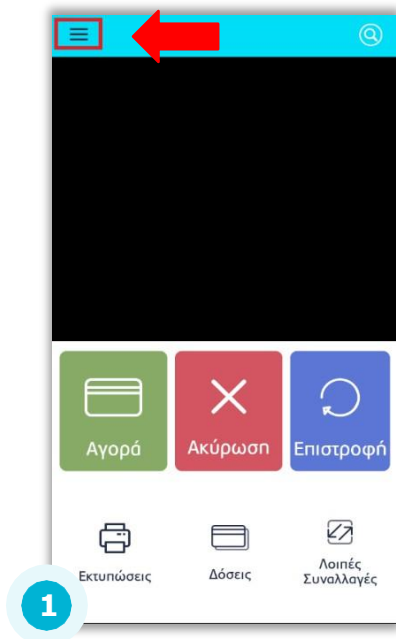 Αγορά
Ακύρωση
Επιστροφή
Εκτυπώσεις
Δόσεις
Λοιπές
Συναλλαγές
1